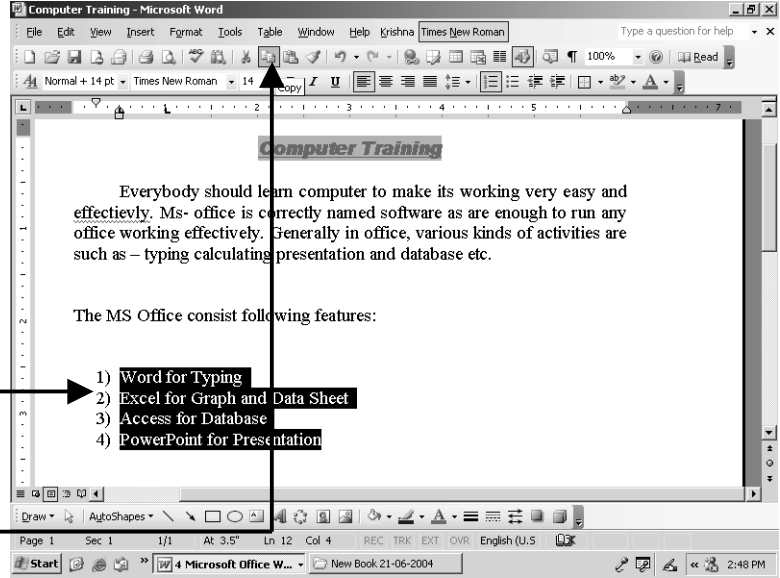 Computer Training - Microsoft Word
File Edit View Insert Format Tools Table Window Help Krishna Times New Roman Type a question for help
100% Read
Normal + 14 pt Times New Roman 14 I U
Copy
2 3 4 5 7
Computer Training
Everybody should learn computer to make its working very easy and
effectievly. Ms- office is correctly named software as are enough to run any
office working effectively. Generally in office, various kinds of activities are
such as – typing calculating presentation and database etc.
The MS Office consist following features:
1) Word for Typing
2) Excel for Graph and Data Sheet
3) Access for Database
4) PowerPoint for Presentation
Draw AutoShapes
Page 1 Sec 1 1/1 At 3.5" Ln 12 Col 4 REC TRK EXT OVR English (U.S
Start 4 Microsoft Office W... New Book 21-06-2004 2:48 PM